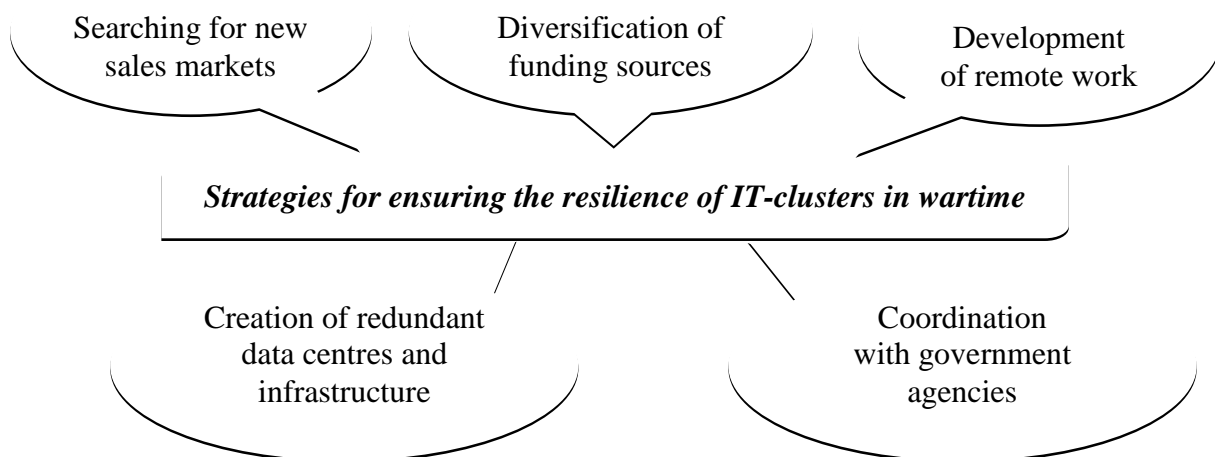 Searching for new
sales markets
Diversification of
funding sources
Development
of remote work
Strategies for ensuring the resilience of IT-clusters in wartime
Creation of redundant
data centres and
infrastructure
Coordination
with government
agencies